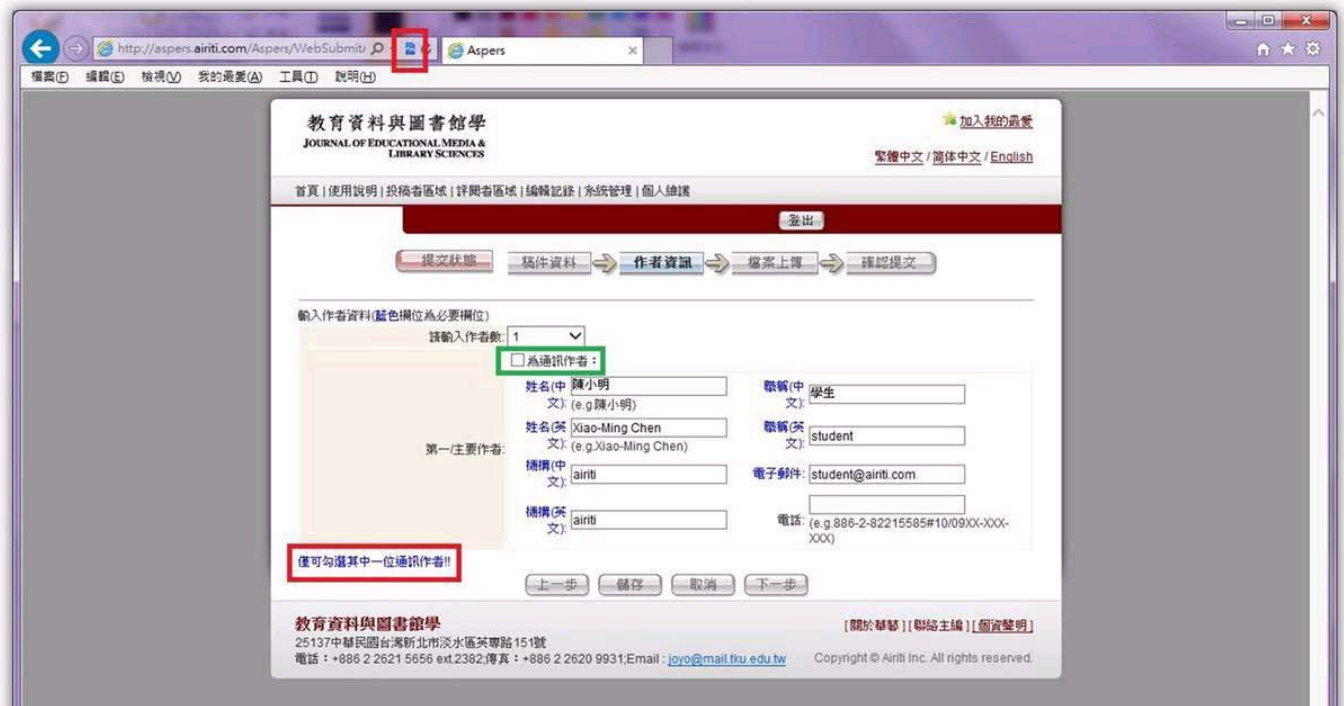 http://aspers.airiti.com/Aspers/WebSubmit
Aspers
檔案(F) 編輯(E) 檢視(V) 我的最愛(A) 工具(T) 說明(H)
教育資料與圖書館學
JOURNAL OF EDUCATIONAL MEDIA &
LIBRARY SCIENCES
加入我的最愛
繁體中文 / 简体中文 / English
首頁 | 使用說明 | 投稿者區域 | 評閱者區域 | 編輯記錄 | 系統管理 | 個人維護
登出
提交狀態 稿件資料 作者資訊 檔案上傳 確認提交
輸入作者資料(藍色欄位為必要欄位)
請輸入作者數: 1
為通訊作者：
第一/主要作者:
姓名(中文): 陳小明
(e.g 陳小明)
職稱(中文): 學生
姓名(英文): Xiao-Ming Chen
(e.g.Xiao-Ming Chen)
職稱(英文): student
機構(中文): airiti
電子郵件: student@airiti.com
機構(英文): airiti
電話:
(e.g.886-2-82215585#10/09XX-XXX-
XXX)
僅可勾選其中一位通訊作者!!
上一步 儲存 取消 下一步
教育資料與圖書館學
[關於華藝] [聯絡主編] [個資聲明]
25137中華民國台灣新北市淡水區英專路151號
電話：+886 2 2621 5656 ext.2382;傳真：+886 2 2620 9931;Email : joyo@mail.tku.edu.tw
Copyright © Airiti Inc. All rights reserved.